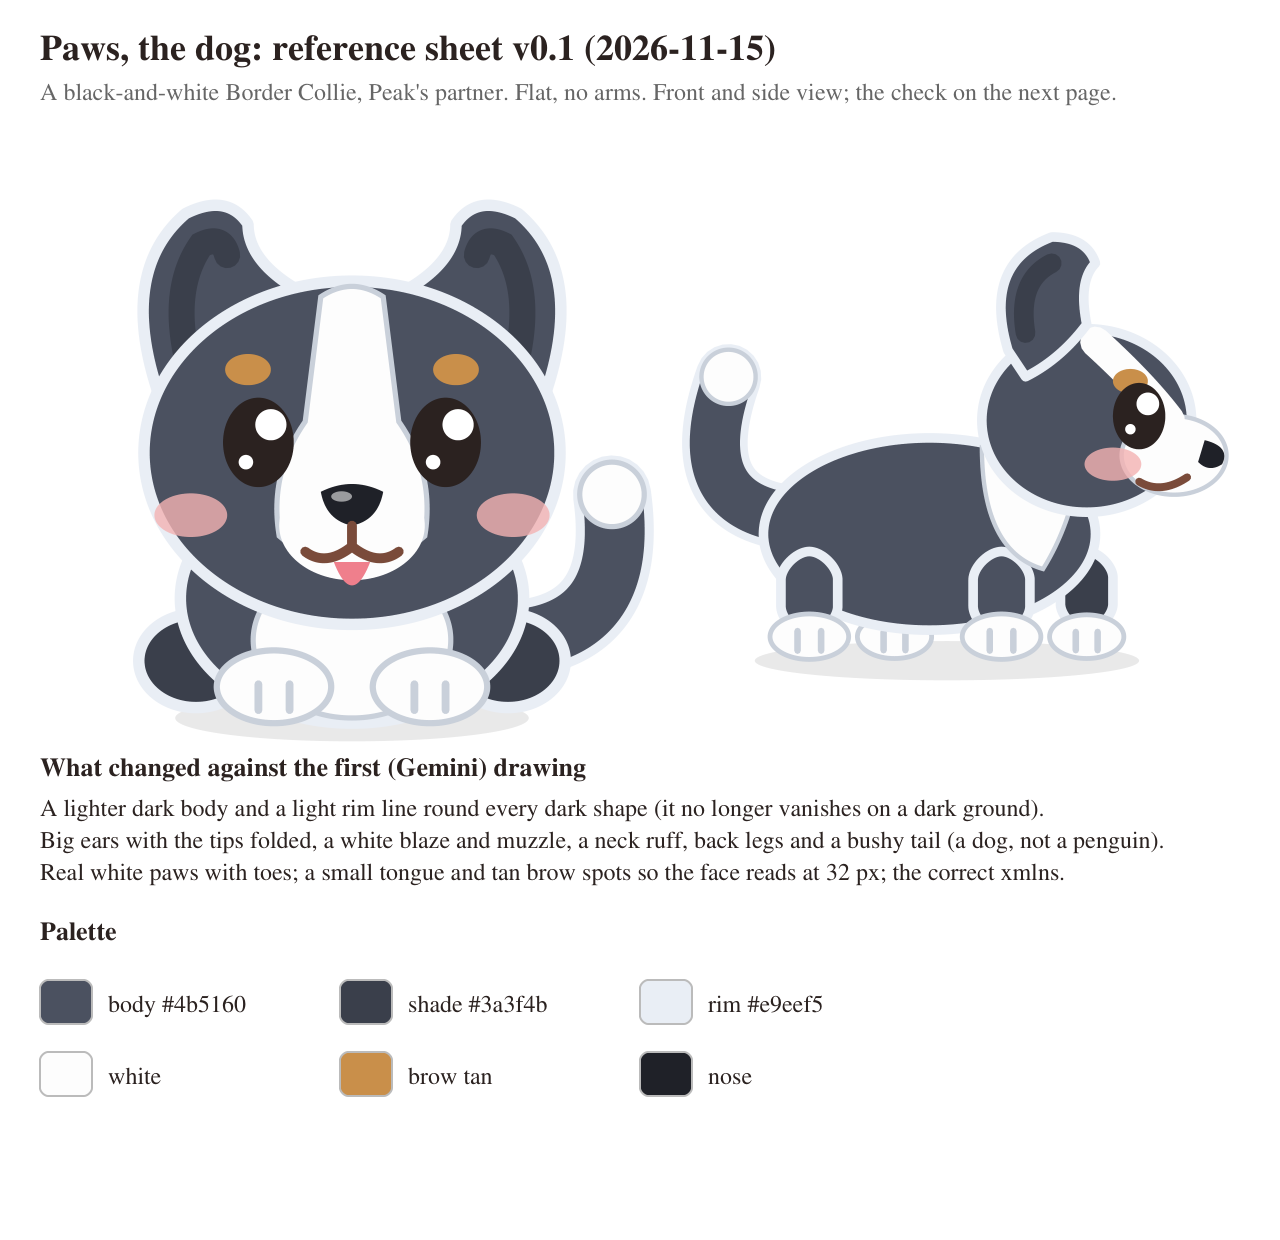 Paws, the dog: reference sheet v0.1 (2026-11-15)
A black-and-white Border Collie, Peak's partner. Flat, no arms. Front and side view; the check on the next page.
What changed against the first (Gemini) drawing
A lighter dark body and a light rim line round every dark shape (it no longer vanishes on a dark ground).
Big ears with the tips folded, a white blaze and muzzle, a neck ruff, back legs and a bushy tail (a dog, not a penguin).
Real white paws with toes; a small tongue and tan brow spots so the face reads at 32 px; the correct xmlns.
Palette
body #4b5160 shade #3a3f4b rim #e9eef5
white brow tan nose